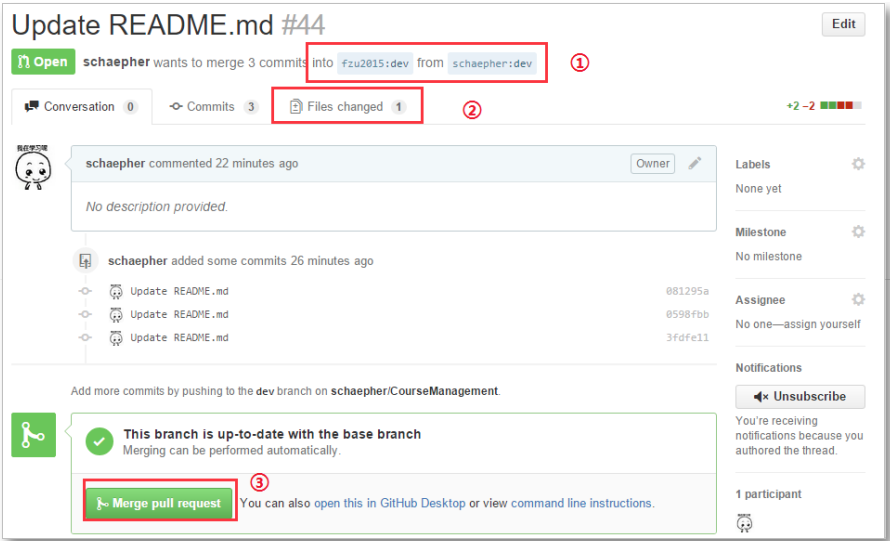 Update README.md #44
Edit
Open schaepher wants to merge 3 commits into fzu2015:dev from schaepher:dev
①
Conversation 0 Commits 3 Files changed 1
②
+2 −2
我在学习呢
schaepher commented 22 minutes ago Owner
No description provided.
schaepher added some commits 26 minutes ago
Update README.md 081295a
Update README.md 0598fbb
Update README.md 3fdfe11
Add more commits by pushing to the dev branch on schaepher/CourseManagement.
This branch is up-to-date with the base branch
Merging can be performed automatically.
③
Merge pull request You can also open this in GitHub Desktop or view command line instructions.
Labels
None yet
Milestone
No milestone
Assignee
No one—assign yourself
Notifications
Unsubscribe
You're receiving
notifications because you
authored the thread.
1 participant